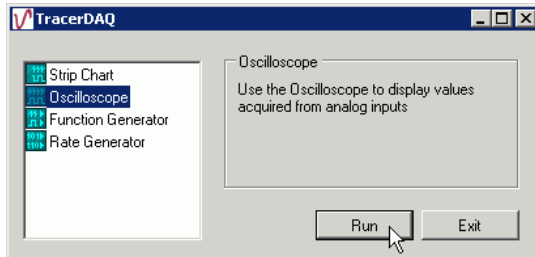 TracerDAQ
Strip Chart
Oscilloscope
Function Generator
Rate Generator
Oscilloscope
Use the Oscilloscope to display values
acquired from analog inputs
Run
Exit